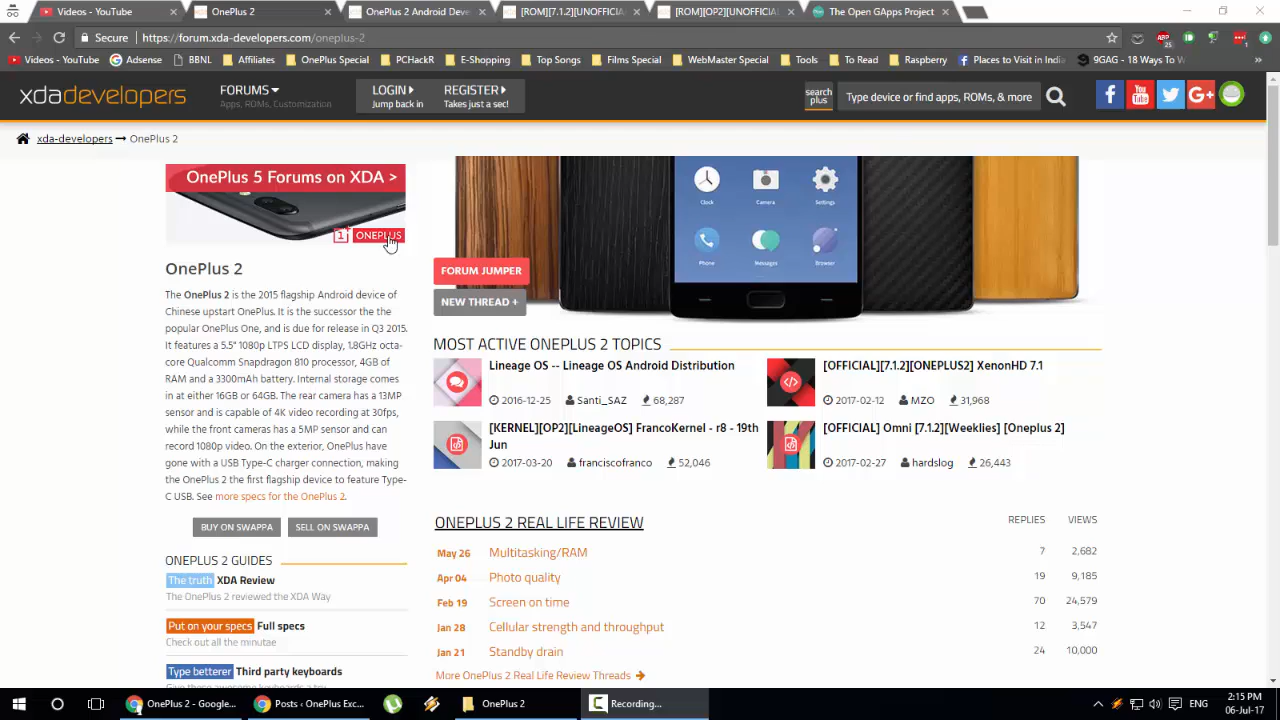 Videos - YouTube
OnePlus 2
OnePlus 2 Android Deve
[ROM][7.1.2][UNOFFICIAL
[ROM][OP2][UNOFFICIAL
The Open GApps Project
Secure
https://forum.xda-developers.com/oneplus-2
Videos - YouTube
Adsense
BBNL
Affiliates
OnePlus Special
PCHackR
E-Shopping
Top Songs
Films Special
WebMaster Special
Tools
To Read
Raspberry
Places to Visit in India
9GAG - 18 Ways To W
xdadevelopers
FORUMS
Apps, ROMs, Customization
LOGIN
Jump back in
REGISTER
Takes just a sec!
search
plus
Type device or find apps, ROMs, & more
xda-developers → OnePlus 2
OnePlus 5 Forums on XDA >
1+ ONEPLUS
Clock
Camera
Settings
Phone
Messages
Browser
FORUM JUMPER
NEW THREAD +
OnePlus 2
The OnePlus 2 is the 2015 flagship Android device of
Chinese upstart OnePlus. It is the successor the the
popular OnePlus One, and is due for release in Q3 2015.
It features a 5.5" 1080p LTPS LCD display, 1.8GHz octa-
core Qualcomm Snapdragon 810 processor, 4GB of
RAM and a 3300mAh battery. Internal storage comes
in at either 16GB or 64GB. The rear camera has a 13MP
sensor and is capable of 4K video recording at 30fps,
while the front cameras has a 5MP sensor and can
record 1080p video. On the exterior, OnePlus have
gone with a USB Type-C charger connection, making
the OnePlus 2 the first flagship device to feature Type-
C USB. See more specs for the OnePlus 2.
BUY ON SWAPPA
SELL ON SWAPPA
ONEPLUS 2 GUIDES
The truth XDA Review
The OnePlus 2 reviewed the XDA Way
Put on your specs Full specs
Check out all the minutae
Type betterer Third party keyboards
Give these awesome keyboards a try
MOST ACTIVE ONEPLUS 2 TOPICS
Lineage OS -- Lineage OS Android Distribution
2016-12-25 Santi_SAZ 68,287
[OFFICIAL][7.1.2][ONEPLUS2] XenonHD 7.1
2017-02-12 MZO 31,968
[KERNEL][OP2][LineageOS] FrancoKernel - r8 - 19th
Jun
2017-03-20 franciscofranco 52,046
[OFFICIAL] Omni [7.1.2][Weeklies] [Oneplus 2]
2017-02-27 hardslog 26,443
ONEPLUS 2 REAL LIFE REVIEW
REPLIES VIEWS
May 26 Multitasking/RAM 7 2,682
Apr 04 Photo quality 19 9,185
Feb 19 Screen on time 70 24,579
Jan 28 Cellular strength and throughput 12 3,547
Jan 21 Standby drain 24 10,000
More OnePlus 2 Real Life Review Threads
OnePlus 2 - Google...
Posts ‹ OnePlus Exc...
OnePlus 2
Recording...
ENG
2:15 PM
06-Jul-17